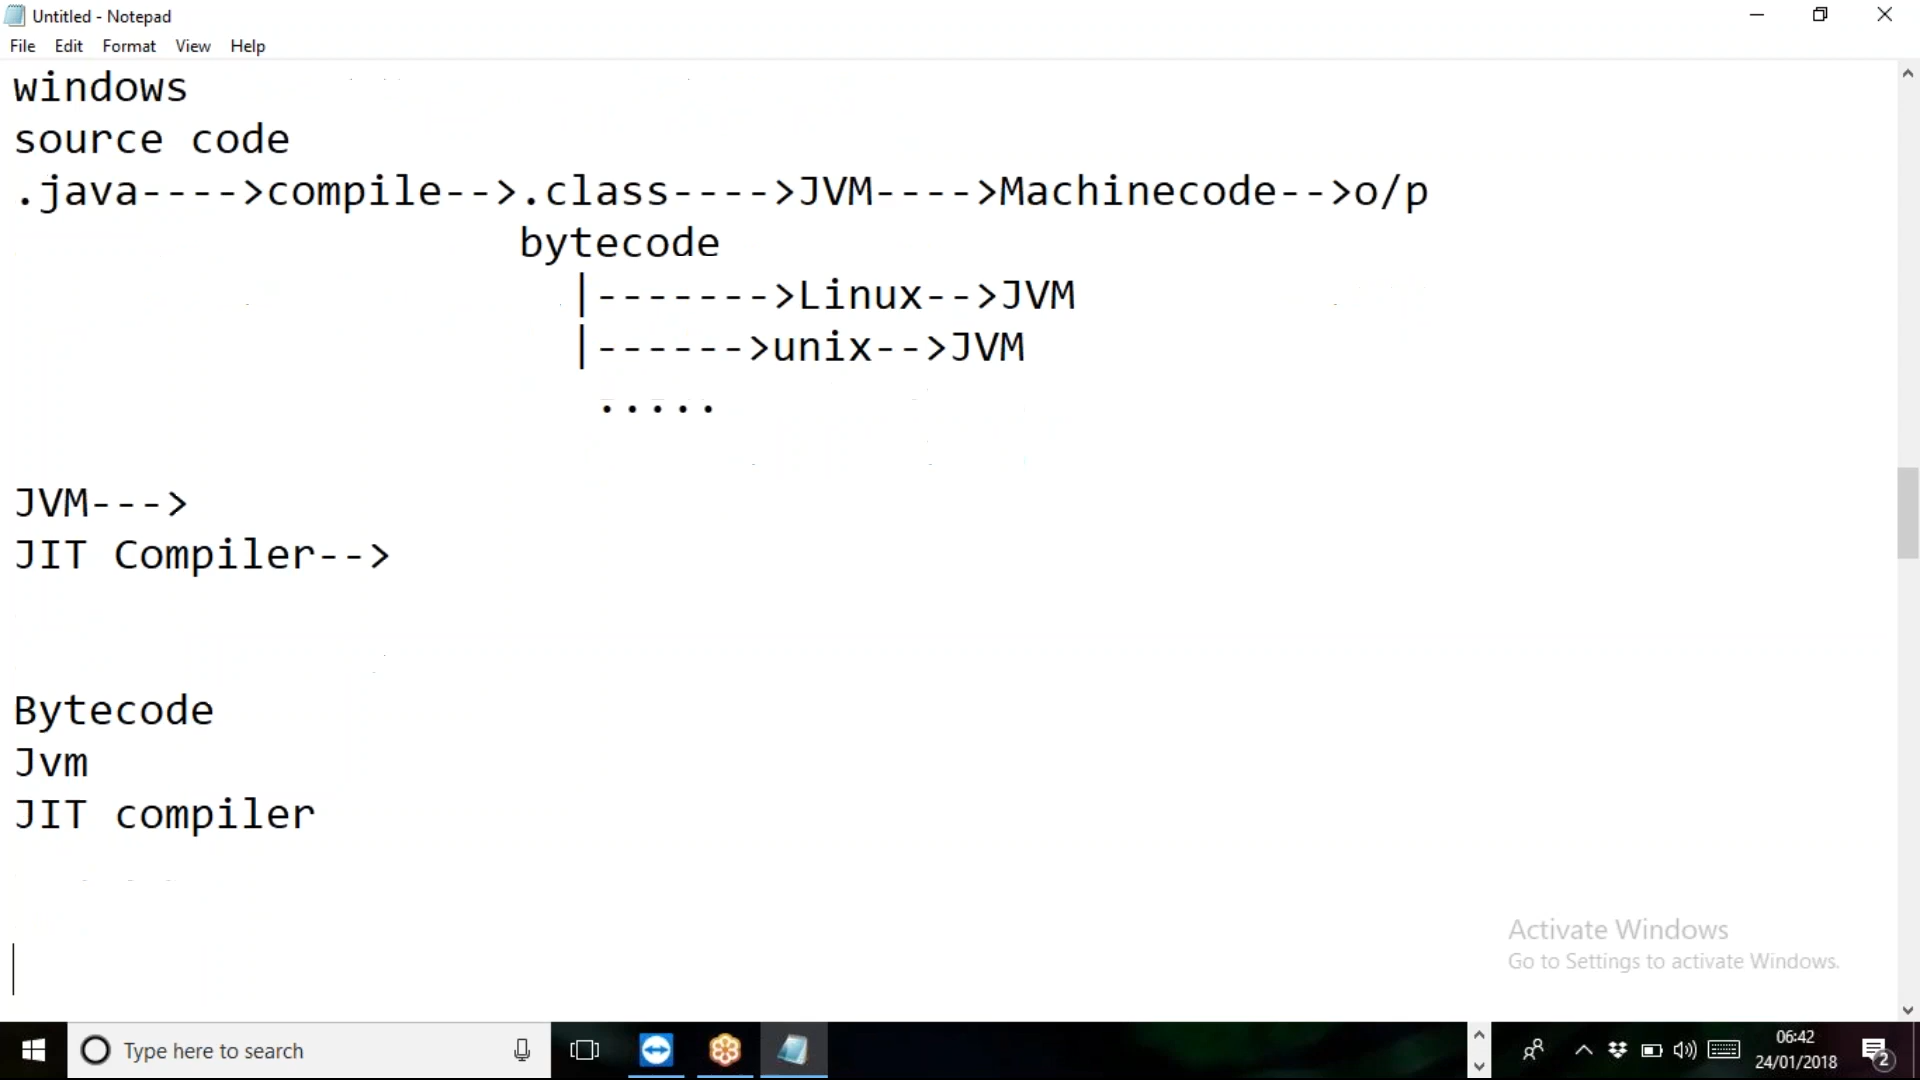 Untitled - Notepad
File Edit Format View Help
windows
source code
.java---->compile-->.class---->JVM---->Machinecode-->o/p
bytecode
|------->Linux-->JVM
|------>unix-->JVM
.....
JVM--->
JIT Compiler-->
Bytecode
Jvm
JIT compiler
Activate Windows
Go to Settings to activate Windows.
Type here to search
06:42
24/01/2018
2